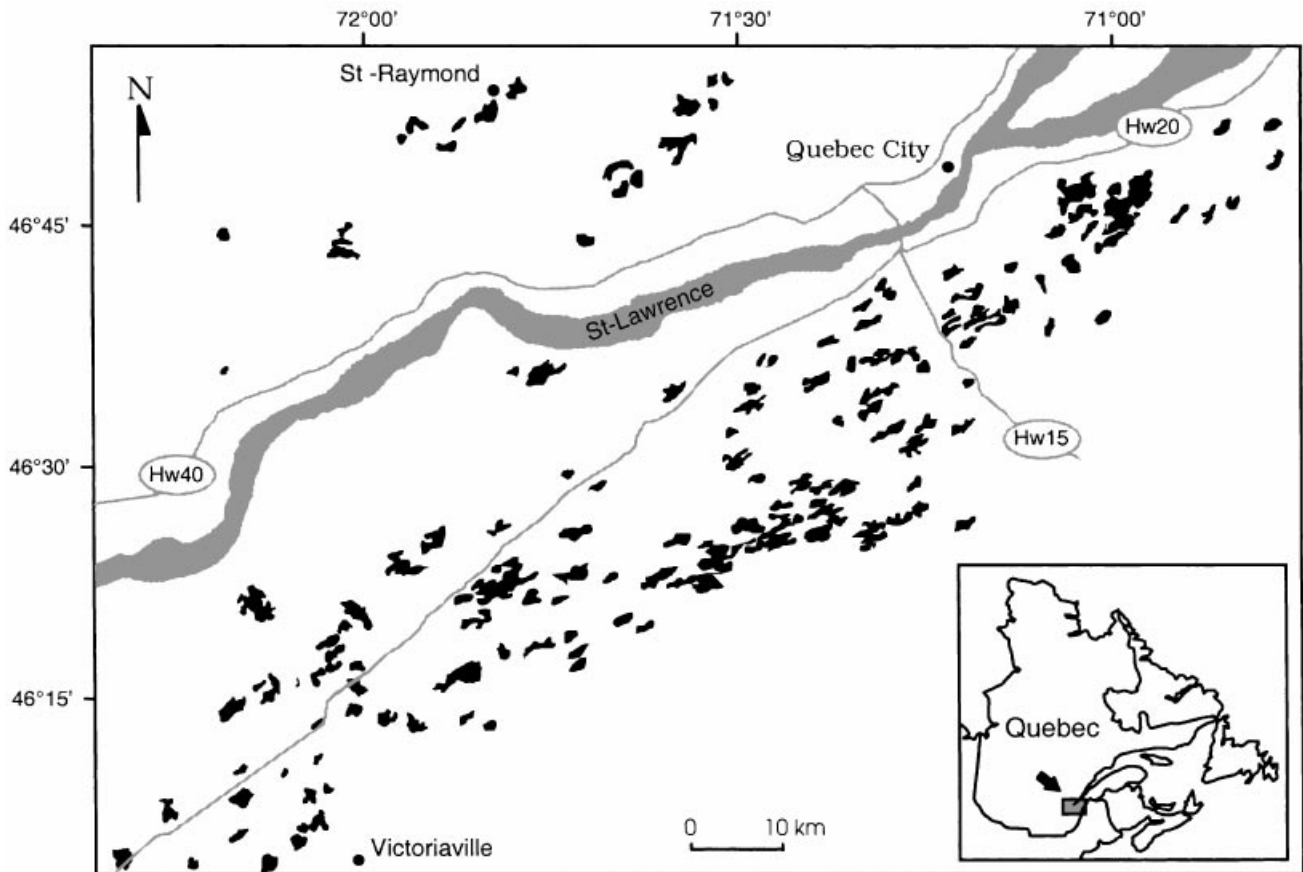 72°00'
71°30'
71°00'
N
St -Raymond
Hw20
Quebec City
46°45'
St-Lawrence
Hw15
46°30'
Hw40
46°15'
Quebec
0
10 km
Victoriaville